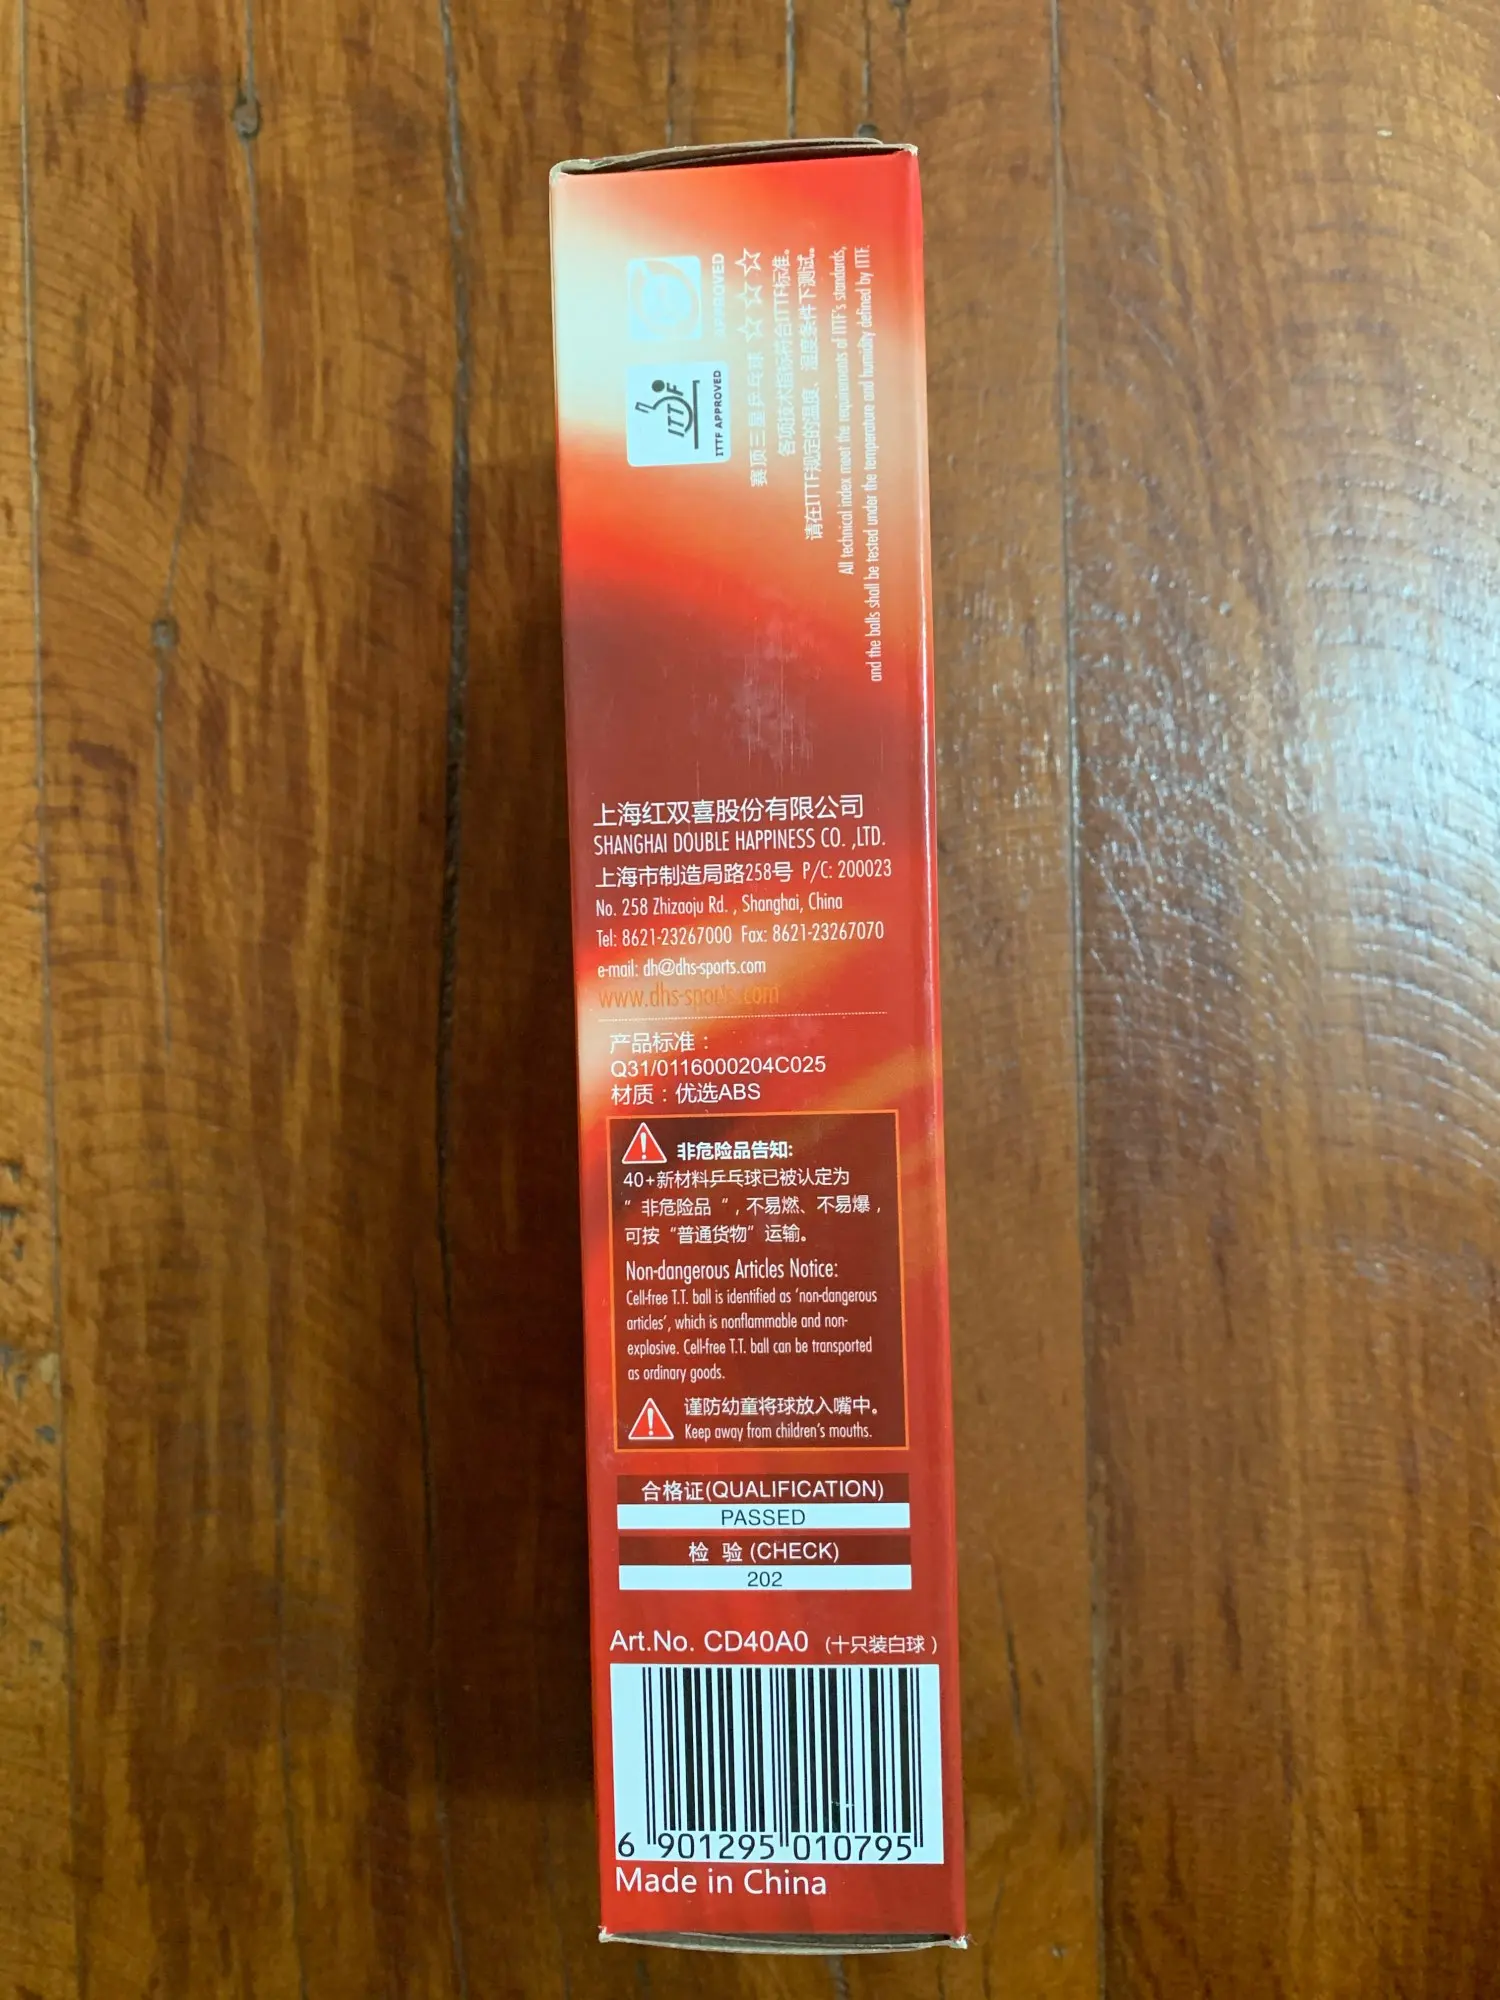 APPROVED
ITTF
ITTF APPROVED
赛顶三星乒乓球 ☆ ☆ ☆
各项技术指标符合ITTF标准。
请在ITTF规定的温度、湿度条件下测试。
All technical index meet the requirements of ITTF's standards,
and the balls shall be tested under the temperature and humidity defined by ITTF.
上海红双喜股份有限公司
SHANGHAI DOUBLE HAPPINESS CO. ,LTD.
上海市制造局路258号 P/C: 200023
No. 258 Zhizaoju Rd. , Shanghai, China
Tel: 8621-23267000 Fax: 8621-23267070
e-mail: dh@dhs-sports.com
www.dhs-sports.com
产品标准：
Q31/0116000204C025
材质：优选ABS
非危险品告知:
40+新材料乒乓球已被认定为
“ 非危险品 “，不易燃、不易爆，
可按“普通货物”运输。
Non-dangerous Articles Notice:
Cell-free T.T. ball is identified as 'non-dangerous
articles', which is nonflammable and non-
explosive. Cell-free T.T. ball can be transported
as ordinary goods.
谨防幼童将球放入嘴中。
Keep away from children's mouths.
合格证(QUALIFICATION)
PASSED
检 验 (CHECK)
202
Art.No. CD40A0 (十只装白球)
6 901295 010795
Made in China